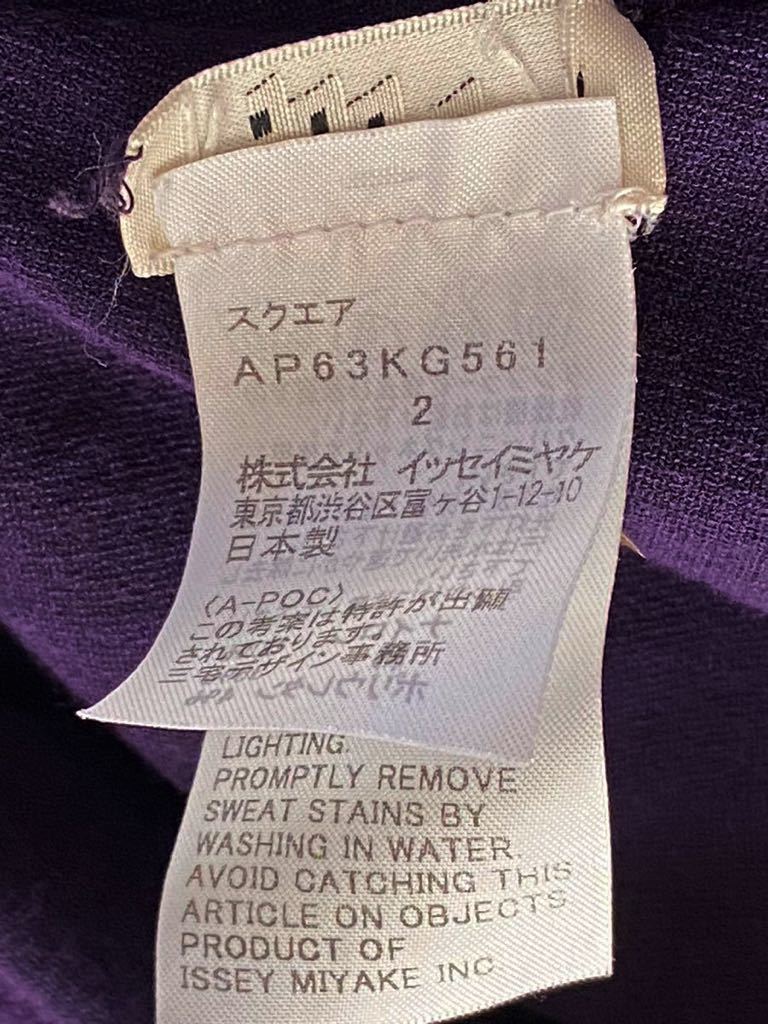 スクエア
AP63KG561
2
株式会社 イッセイミヤケ
東京都渋谷区富ヶ谷1-12-10
日本製
〈A-POC〉
この考案は特許が出願
されております。
三宅デザイン事務所
LIGHTING.
PROMPTLY REMOVE
SWEAT STAINS BY
WASHING IN WATER.
AVOID CATCHING THIS
ARTICLE ON OBJECTS
PRODUCT OF
ISSEY MIYAKE INC